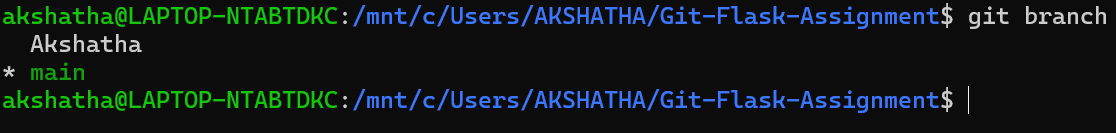 akshatha@LAPTOP-NTABTDKC:/mnt/c/Users/AKSHATHA/Git-Flask-Assignment$ git branch
  Akshatha
* main
akshatha@LAPTOP-NTABTDKC:/mnt/c/Users/AKSHATHA/Git-Flask-Assignment$